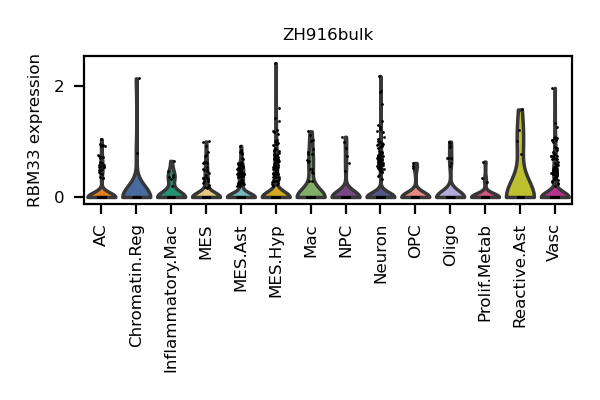 ZH916bulk
RBM33 expression
2
0
AC
Chromatin.Reg
Inflammatory.Mac
MES
MES.Ast
MES.Hyp
Mac
NPC
Neuron
OPC
Oligo
Prolif.Metab
Reactive.Ast
Vasc